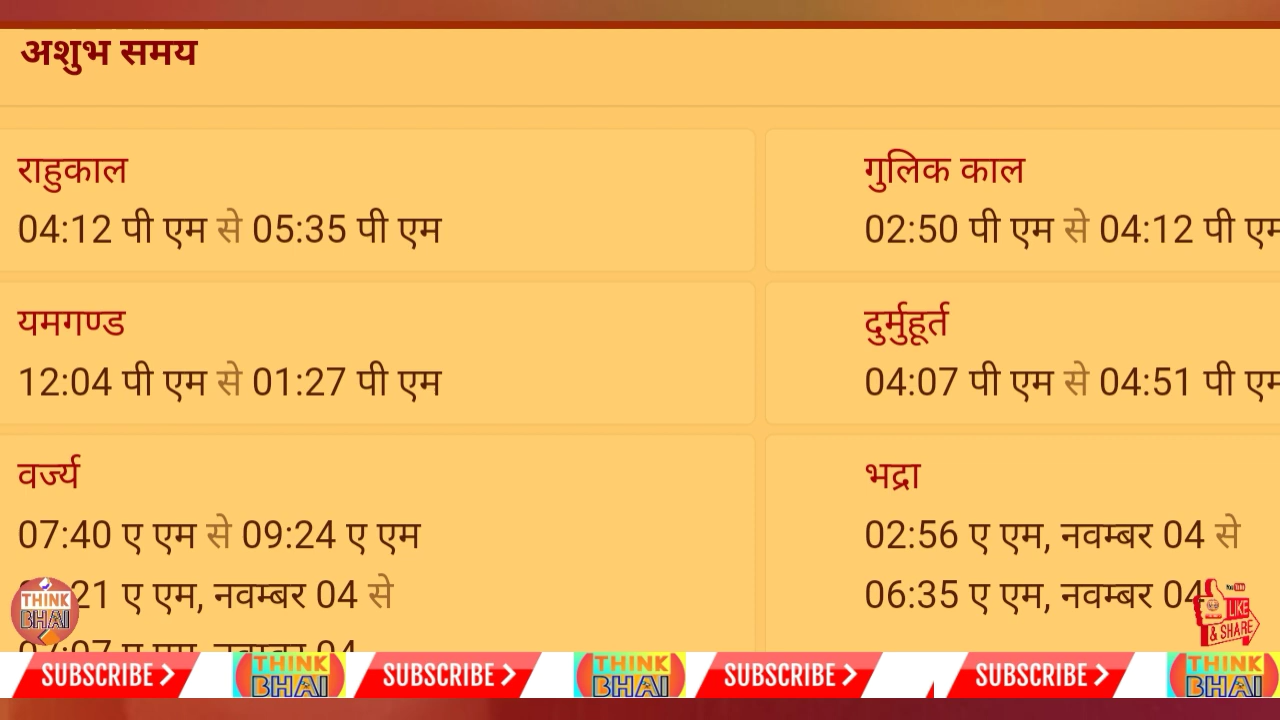 अशुभ समय
राहुकाल
04:12 पी एम से 05:35 पी एम
गुलिक काल
02:50 पी एम से 04:12 पी एम
यमगण्ड
12:04 पी एम से 01:27 पी एम
दुर्मुहूर्त
04:07 पी एम से 04:51 पी एम
वर्ज्य
07:40 ए एम से 09:24 ए एम
ए एम, नवम्बर 04 से
भद्रा
02:56 ए एम, नवम्बर 04 से
06:35 ए एम, नवम्बर 04
THINK
BHAI
YouTube
LIKE
& SHARE
SUBSCRIBE THINK BHAI SUBSCRIBE THINK BHAI SUBSCRIBE SUBSCRIBE THINK BHAI